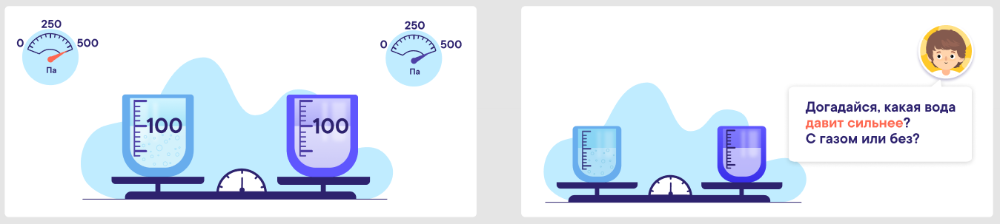 250
0
500
Па
250
0
500
Па
100
100
Догадайся, какая вода
давит сильнее?
С газом или без?